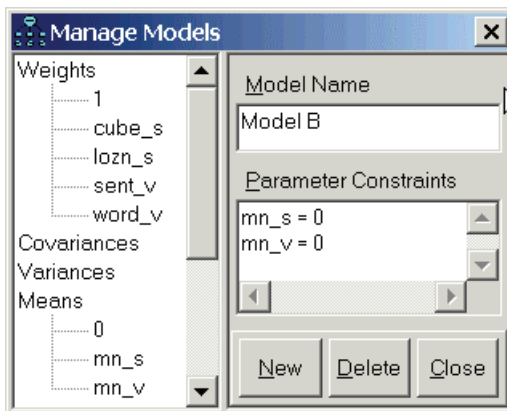 Manage Models
Weights
1
cube_s
lozn_s
sent_v
word_v
Covariances
Variances
Means
0
mn_s
mn_v
Model Name
Model B
Parameter Constraints
mn_s = 0
mn_v = 0
New
Delete
Close